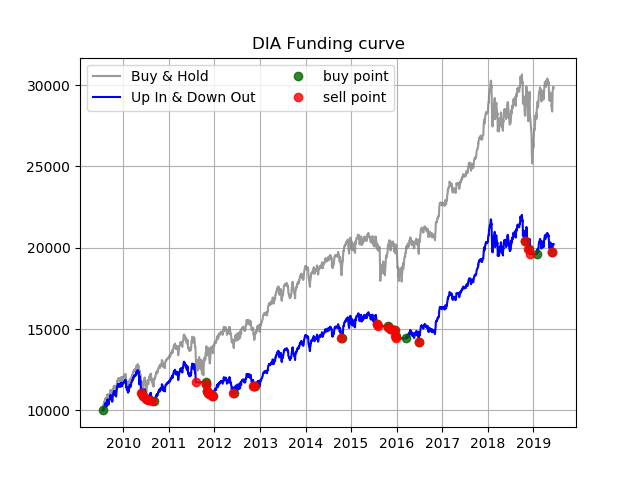 DIA Funding curve
Buy & Hold
Up In & Down Out
buy point
sell point
30000
25000
20000
15000
10000
2010 2011 2012 2013 2014 2015 2016 2017 2018 2019